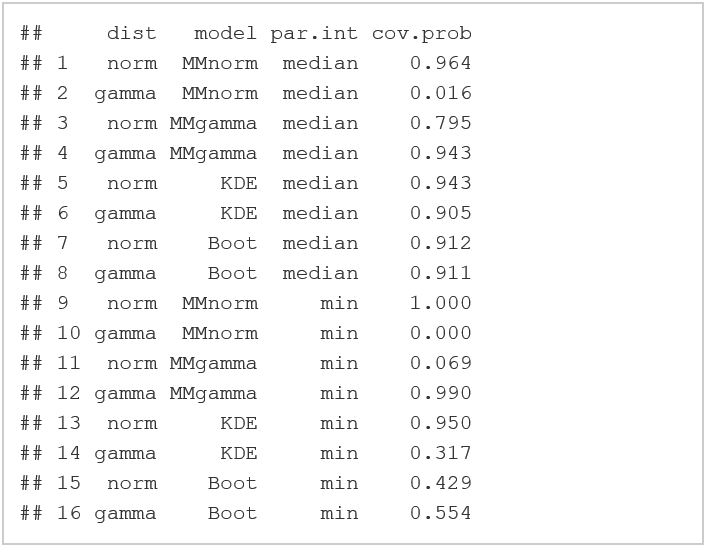 ##     dist   model par.int cov.prob
## 1   norm  MMnorm  median    0.964
## 2  gamma  MMnorm  median    0.016
## 3   norm MMgamma  median    0.795
## 4  gamma MMgamma  median    0.943
## 5   norm     KDE  median    0.943
## 6  gamma     KDE  median    0.905
## 7   norm    Boot  median    0.912
## 8  gamma    Boot  median    0.911
## 9   norm  MMnorm     min    1.000
## 10 gamma  MMnorm     min    0.000
## 11  norm MMgamma     min    0.069
## 12 gamma MMgamma     min    0.990
## 13  norm     KDE     min    0.950
## 14 gamma     KDE     min    0.317
## 15  norm    Boot     min    0.429
## 16 gamma    Boot     min    0.554